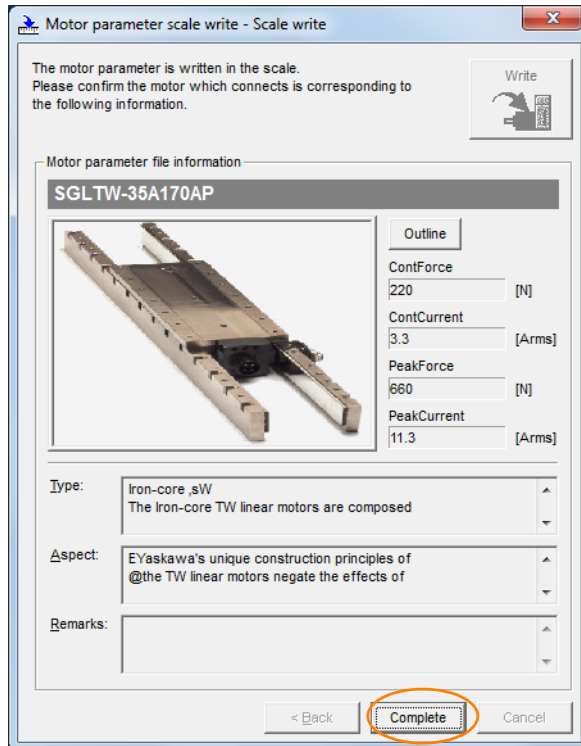 Motor parameter scale write - Scale write
The motor parameter is written in the scale.
Please confirm the motor which connects is corresponding to
the following information.
Write
Motor parameter file information
SGLTW-35A170AP
Outline
ContForce
220 [N]
ContCurrent
3.3 [Arms]
PeakForce
660 [N]
PeakCurrent
11.3 [Arms]
Type:
Iron-core ,sW
The Iron-core TW linear motors are composed
Aspect:
EYaskawa's unique construction principles of
@the TW linear motors negate the effects of
Remarks:
< Back
Complete
Cancel